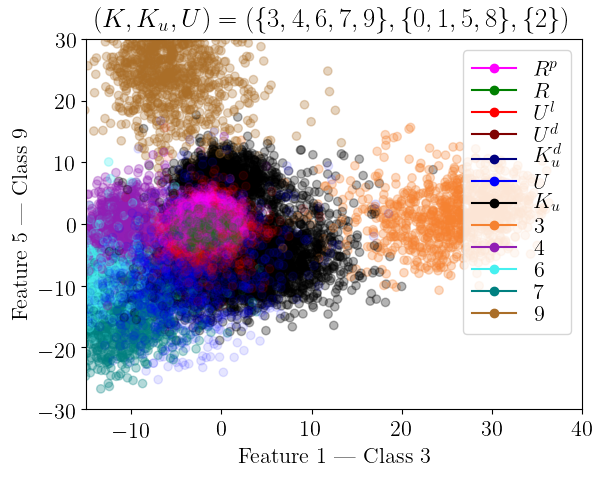 (K, K_u, U) = ({3, 4, 6, 7, 9}, {0, 1, 5, 8}, {2})
30
20
10
0
−10
−20
−30
Feature 5 — Class 9
R^p
R
U^l
U^d
K_u^d
U
K_u
3
4
6
7
9
−10
0
10
20
30
40
Feature 1 — Class 3